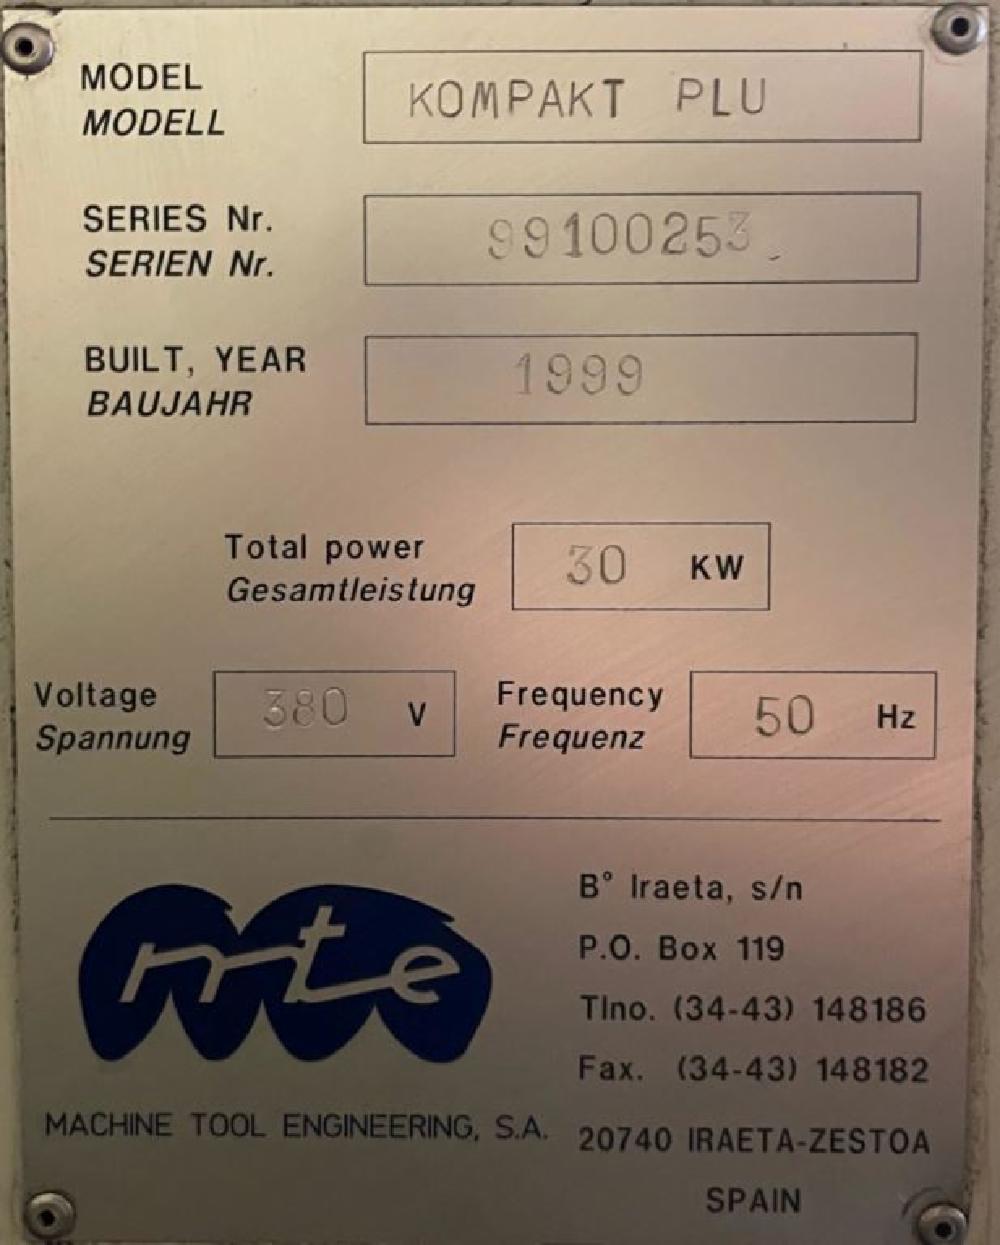 MODEL
MODELL
KOMPAKT PLU
SERIES Nr.
SERIEN Nr.
99100253
BUILT, YEAR
BAUJAHR
1999
Total power
Gesamtleistung
30 KW
Voltage
Spannung
380 V
Frequency
Frequenz
50 Hz
mte
MACHINE TOOL ENGINEERING, S.A.
B° Iraeta, s/n
P.O. Box 119
Tlno. (34-43) 148186
Fax. (34-43) 148182
20740 IRAETA-ZESTOA
SPAIN